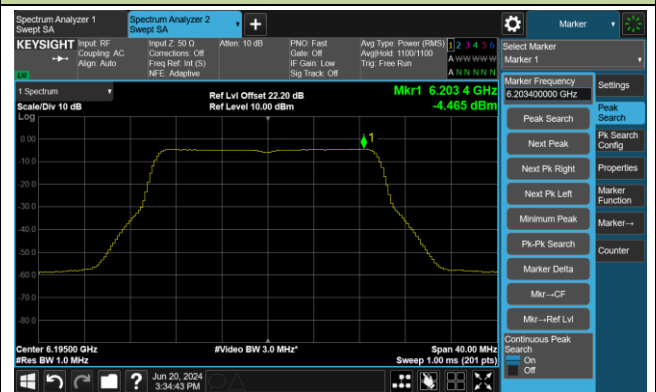 Spectrum Analyzer 1
Swept SA
Spectrum Analyzer 2
Swept SA
Marker
KEYSIGHT
Input: RF
Coupling: AC
Align: Auto
Input Z: 50 Ω
Corrections: Off
Freq Ref: Int (S)
NFE: Adaptive
Atten: 10 dB
PNO: Fast
Gate: Off
IF Gain: Low
Sig Track: Off
Avg Type: Power (RMS)
Avg|Hold: 1100/1100
Trig: Free Run
1 2 3 4 5 6
A W W W W W
A N N N N N
Select Marker
Marker 1
LXI
1 Spectrum
Scale/Div 10 dB
Log
Ref Lvl Offset 22.20 dB
Ref Level 10.00 dBm
Mkr1 6.203 4 GHz
-4.465 dBm
1
0.00
-10.0
-20.0
-30.0
-40.0
-50.0
-60.0
-70.0
-80.0
Center 6.19500 GHz
#Res BW 1.0 MHz
#Video BW 3.0 MHz*
Span 40.00 MHz
Sweep 1.00 ms (201 pts)
Marker Frequency
6.203400000 GHz
Peak Search
Next Peak
Next Pk Right
Next Pk Left
Minimum Peak
Pk-Pk Search
Marker Delta
Mkr→CF
Mkr→Ref Lvl
Continuous Peak
Search
On
Off
Settings
Peak
Search
Pk Search
Config
Properties
Marker
Function
Marker→
Counter
?
Jun 20, 2024
3:34:43 PM